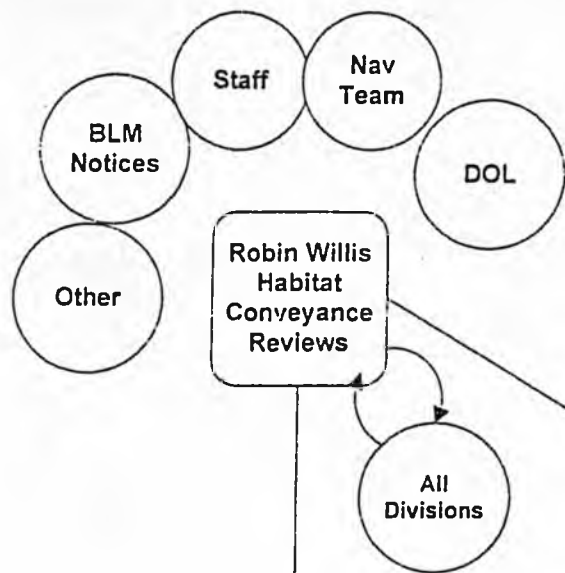 Staff
Nav
Team
BLM
Notices
DOL
Other
Robin Willis
Habitat
Conveyance
Reviews
All
Divisions